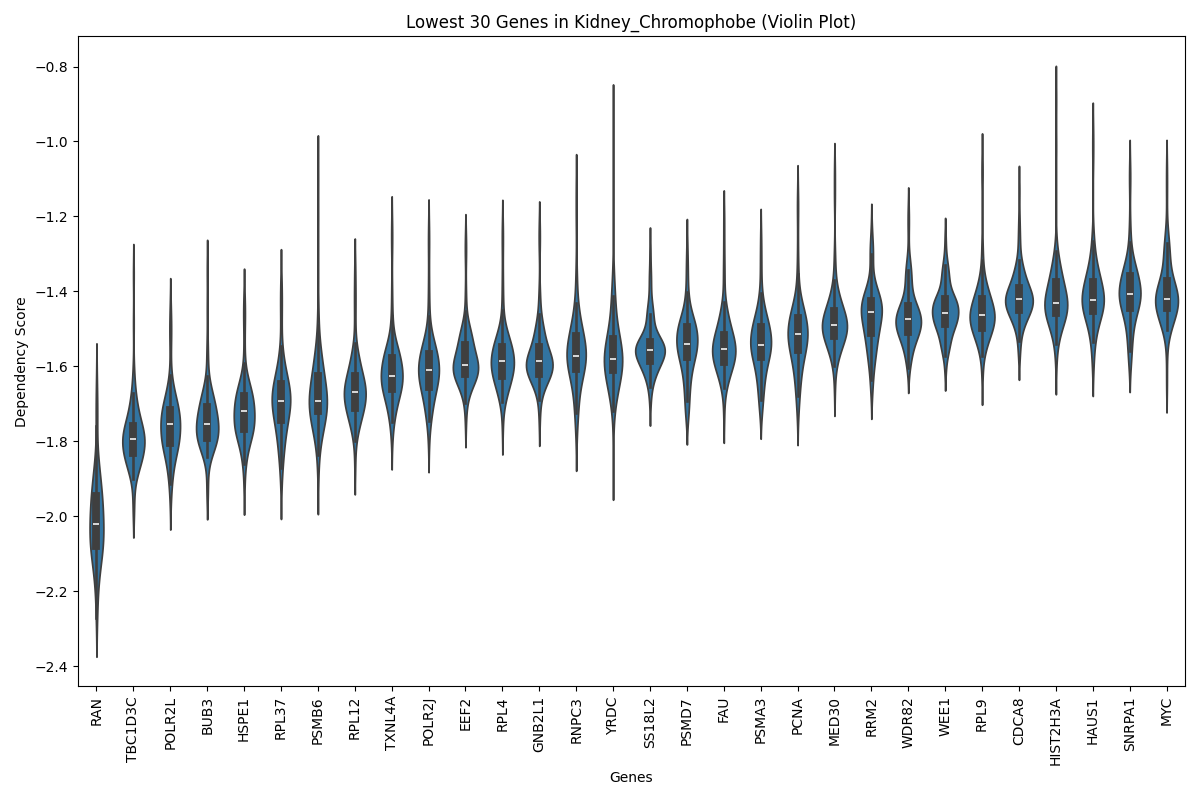 Lowest 30 Genes in Kidney_Chromophobe (Violin Plot)
Dependency Score
−0.8
−1.0
−1.2
−1.4
−1.6
−1.8
−2.0
−2.2
−2.4
RAN
TBC1D3C
POLR2L
BUB3
HSPE1
RPL37
PSMB6
RPL12
TXNL4A
POLR2J
EEF2
RPL4
GNB2L1
RNPC3
YRDC
SS18L2
PSMD7
FAU
PSMA3
PCNA
MED30
RRM2
WDR82
WEE1
RPL9
CDCA8
HIST2H3A
HAUS1
SNRPA1
MYC
Genes